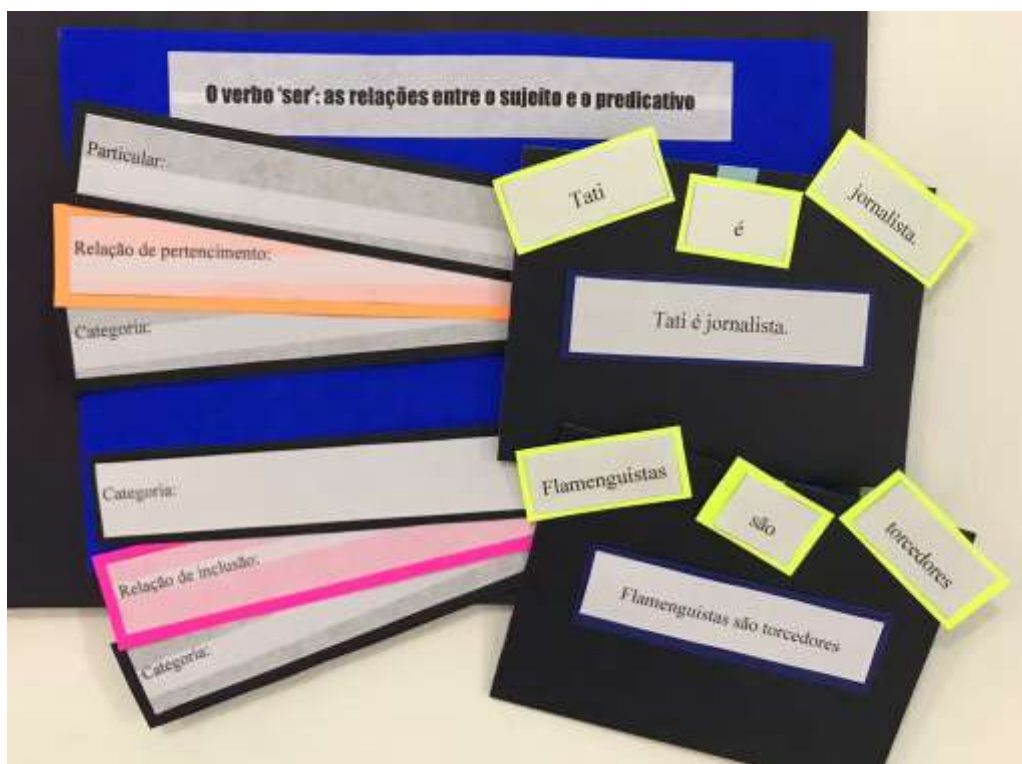 O verbo 'ser': as relações entre o sujeito e o predicativo
Particular:
Relação de pertencimento:
Categoria:
Tati
é
jornalista.
Tati é jornalista.
Categoria:
Relação de inclusão:
Categoria:
Flamenguistas
são
torcedores
Flamenguistas são torcedores